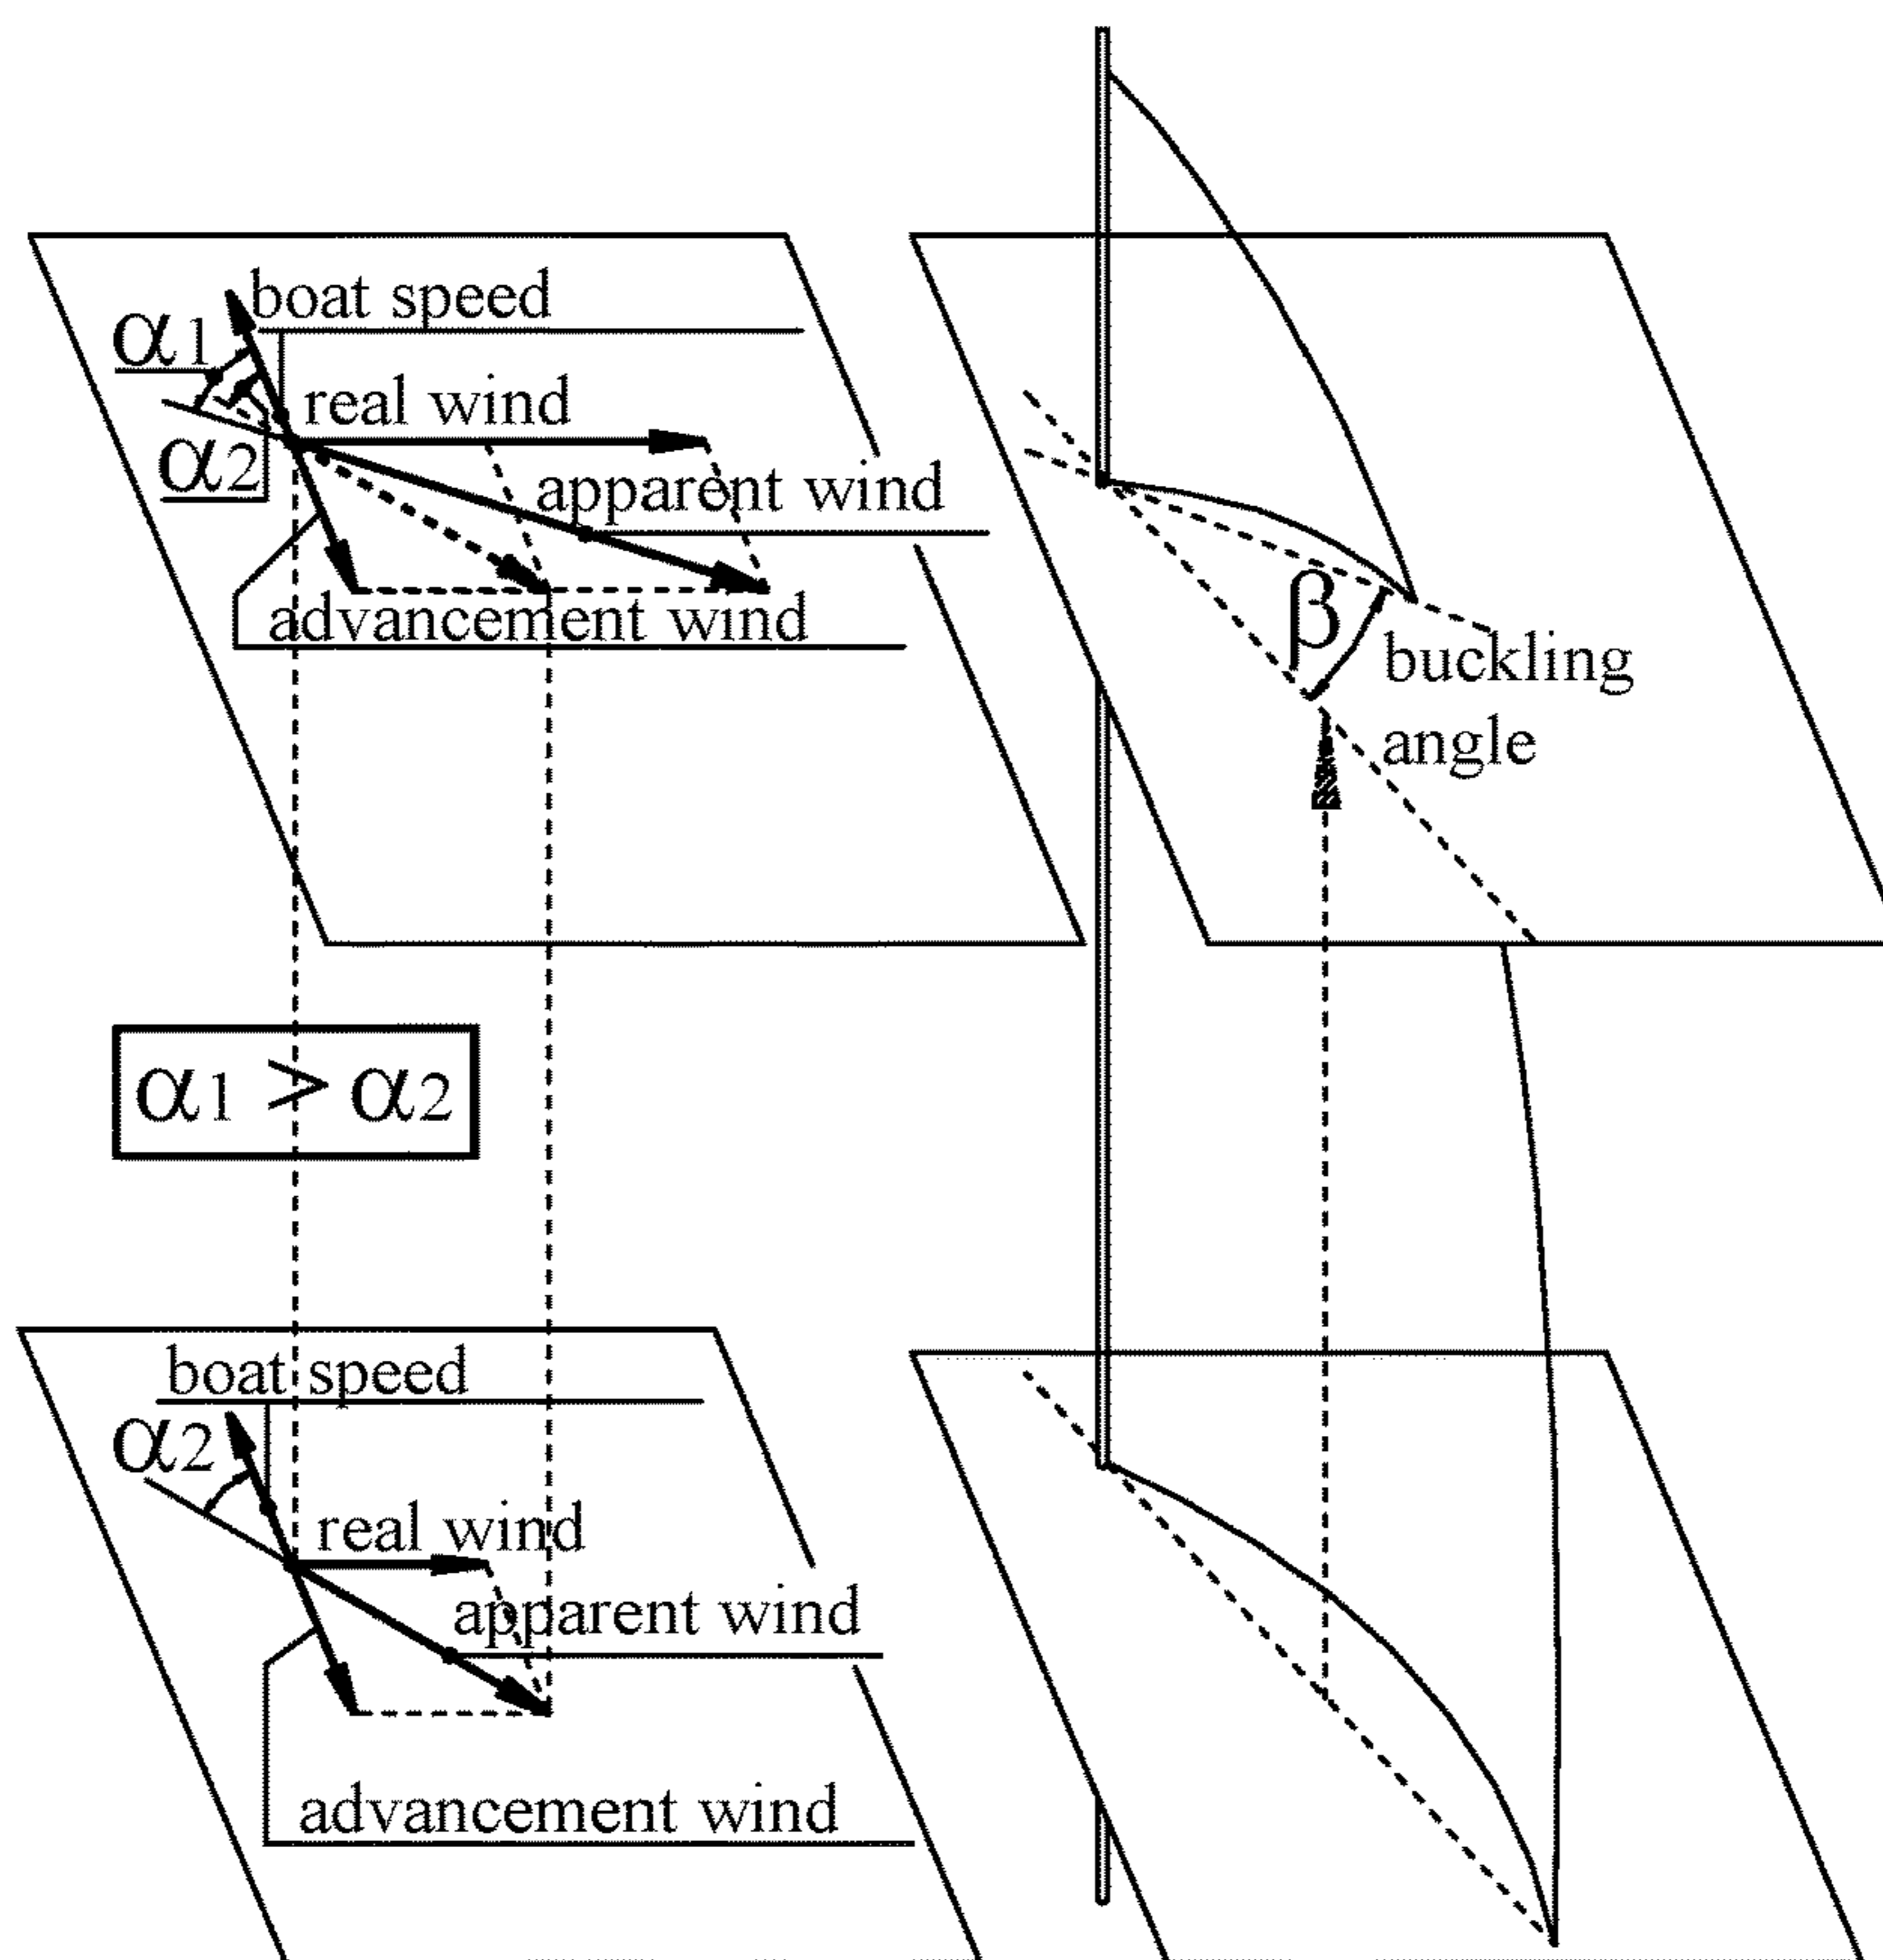 boat speed
α1
real wind
α2
apparent wind
advancement wind
β
buckling
angle
α1 > α2
boat speed
α2
real wind
apparent wind
advancement wind